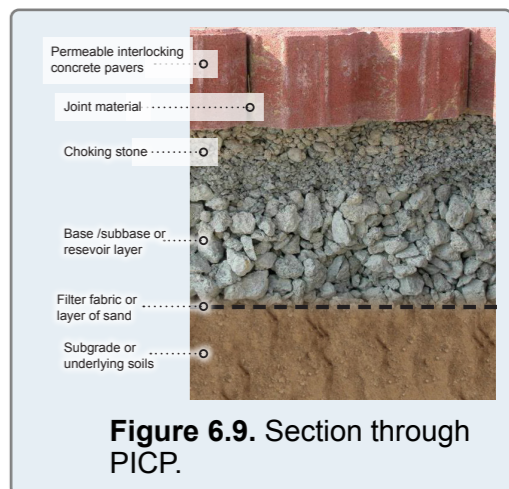 Permeable interlocking
concrete pavers
Joint material
Choking stone
Base /subbase or
resevoir layer
Filter fabric or
layer of sand
Subgrade or
underlying soils
Figure 6.9. Section through
PICP.